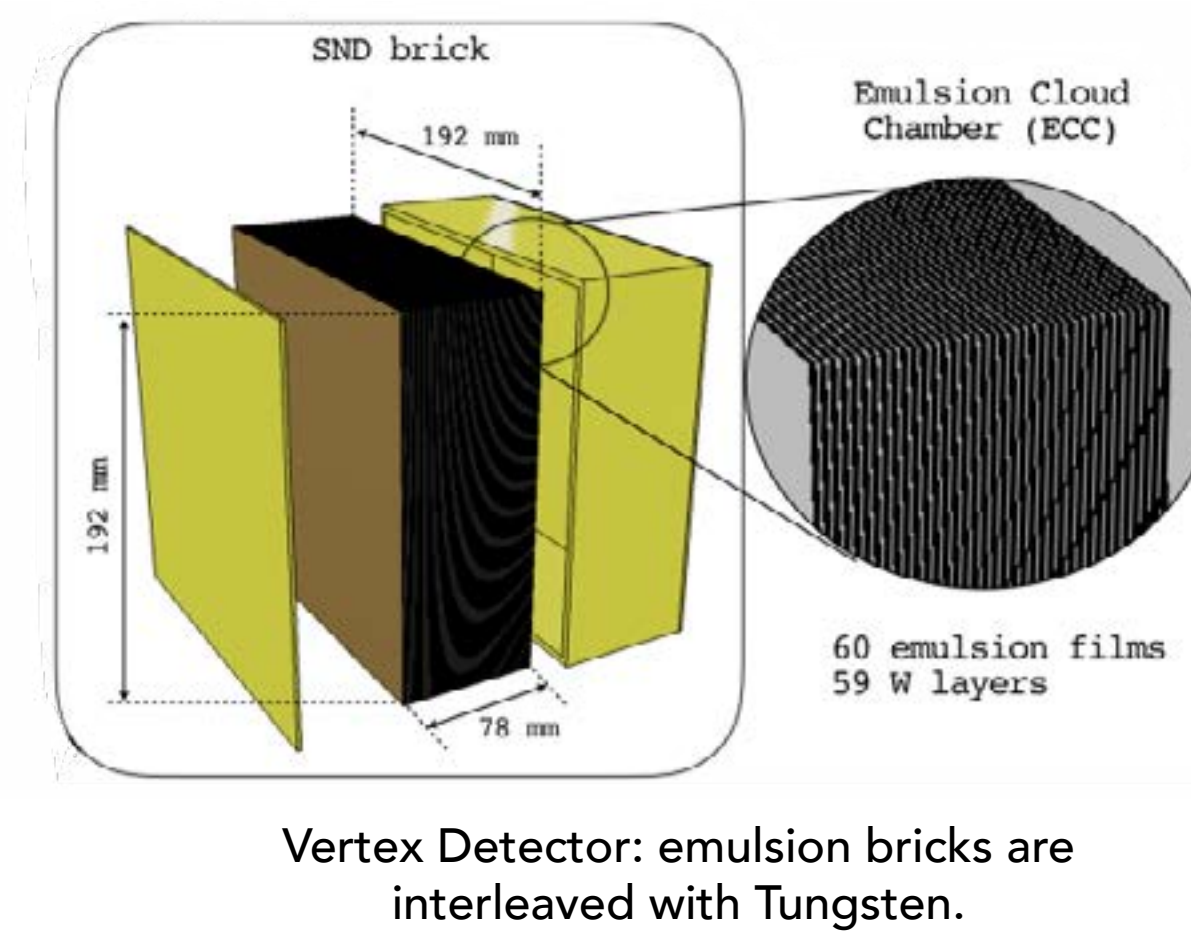 SND brick
192 mm
Emulsion Cloud
Chamber (ECC)
192 mm
78 mm
60 emulsion films
59 W layers
Vertex Detector: emulsion bricks are
interleaved with Tungsten.